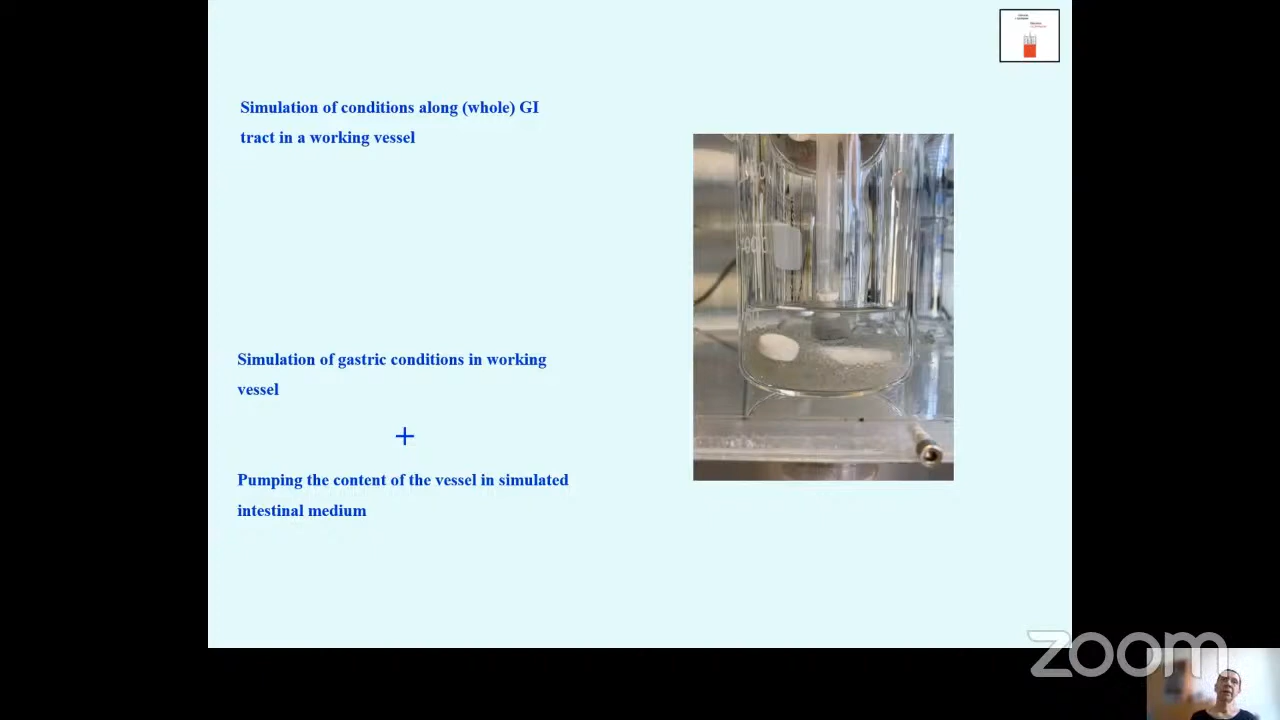 Simulation of conditions along (whole) GI
tract in a working vessel
Simulation of gastric conditions in working
vessel
+
Pumping the content of the vessel in simulated
intestinal medium
zoom